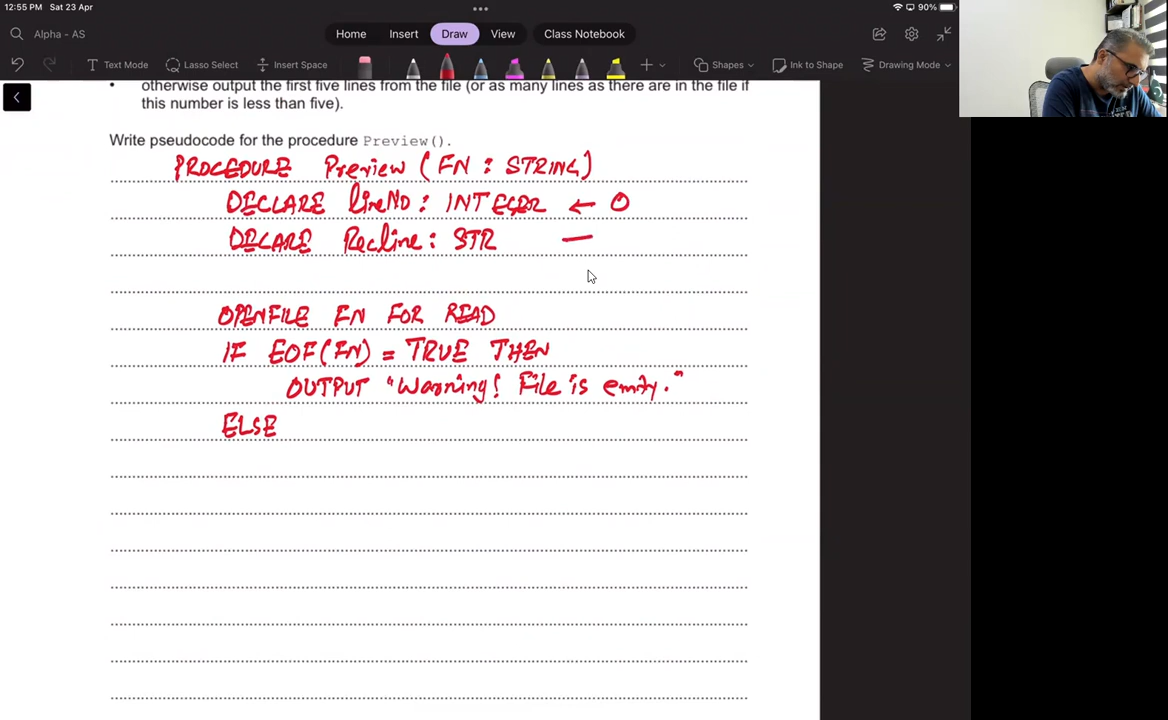 12:55 PM Sat 23 Apr
90%
Alpha - AS
Home Insert Draw View Class Notebook
Text Mode Lasso Select Insert Space Shapes Ink to Shape Drawing Mode
• otherwise output the first five lines from the file (or as many lines as there are in the file if
this number is less than five).
Write pseudocode for the procedure Preview().
PROCEDURE Preview (FN : STRING)
DECLARE lineNo : INTEGER ← 0
DECLARE Recline : STR —
OPENFILE FN FOR READ
IF EOF(FN) = TRUE THEN
OUTPUT "Warning! File is empty."
ELSE